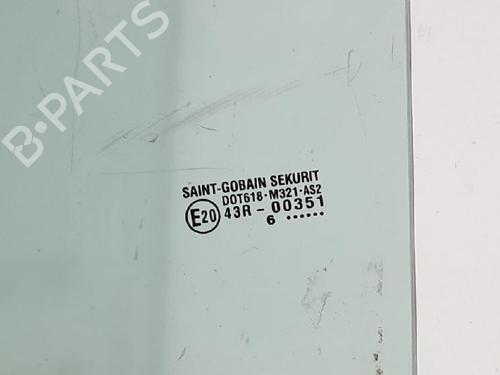 B-PARTS
SAINT-GOBAIN SEKURIT
DOT618·M321·AS2
E20 43R - 00351
6 ······